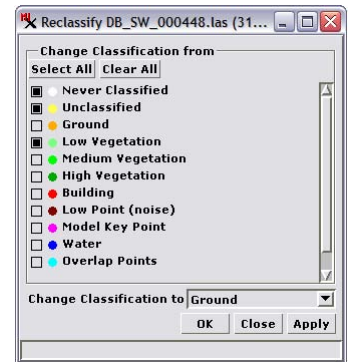 Reclassify DB_SW_000448.las (31...
Change Classification from
Select All Clear All
Never Classified
Unclassified
Ground
Low Vegetation
Medium Vegetation
High Vegetation
Building
Low Point (noise)
Model Key Point
Water
Overlap Points
Change Classification to Ground
OK Close Apply